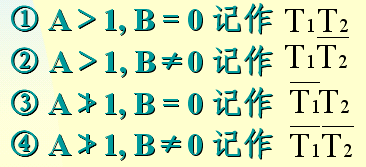 ① A＞1, B = 0 记作 T₁T₂
② A＞1, B≠0 记作 T₁T̅₂
③ A≯1, B = 0 记作 T̅₁T₂
④ A≯1, B≠0 记作 T̅₁T̅₂